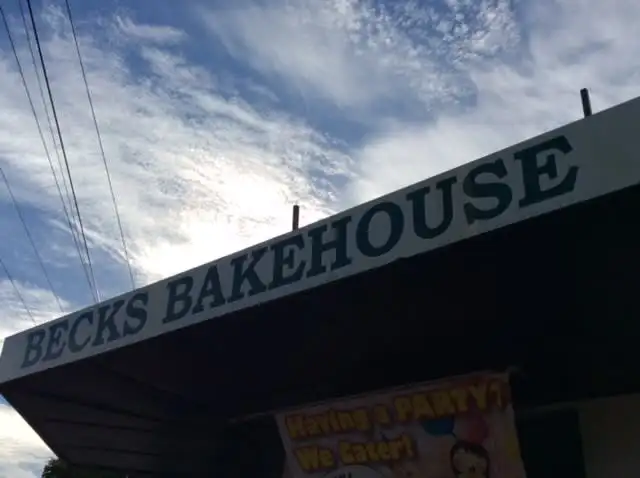 BECKS BAKEHOUSE
Having a PARTY?
We Cater!